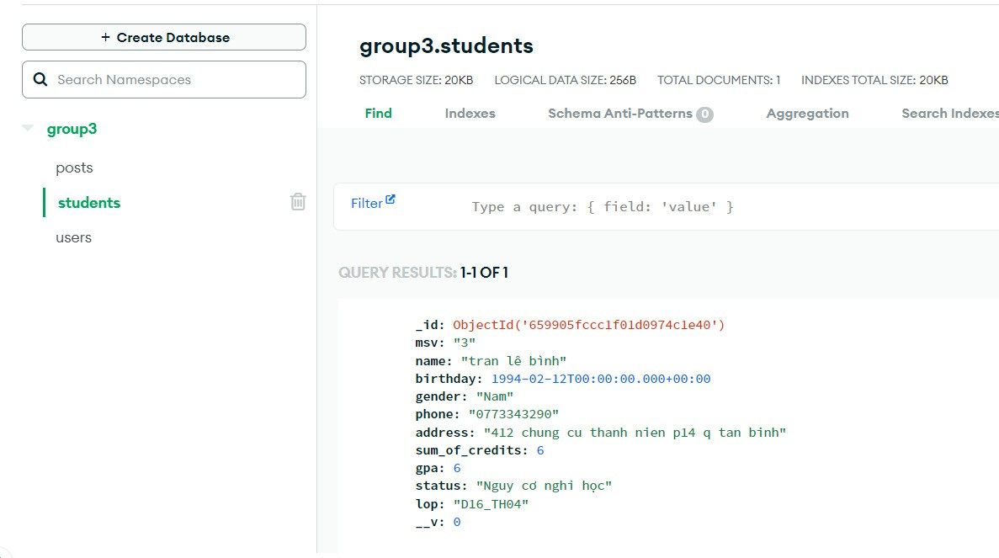 + Create Database
Search Namespaces
group3
posts
students
users
group3.students
STORAGE SIZE: 20KB LOGICAL DATA SIZE: 256B TOTAL DOCUMENTS: 1 INDEXES TOTAL SIZE: 20KB
Find Indexes Schema Anti-Patterns 0 Aggregation Search Indexes
Filter Type a query: { field: 'value' }
QUERY RESULTS: 1-1 OF 1
_id: ObjectId('659905fccc1f01d0974c1e40')
msv: "3"
name: "tran lê bình"
birthday: 1994-02-12T00:00:00.000+00:00
gender: "Nam"
phone: "0773343290"
address: "412 chung cu thanh nien p14 q tan binh"
sum_of_credits: 6
gpa: 6
status: "Nguy cơ nghỉ học"
lop: "D16_TH04"
__v: 0